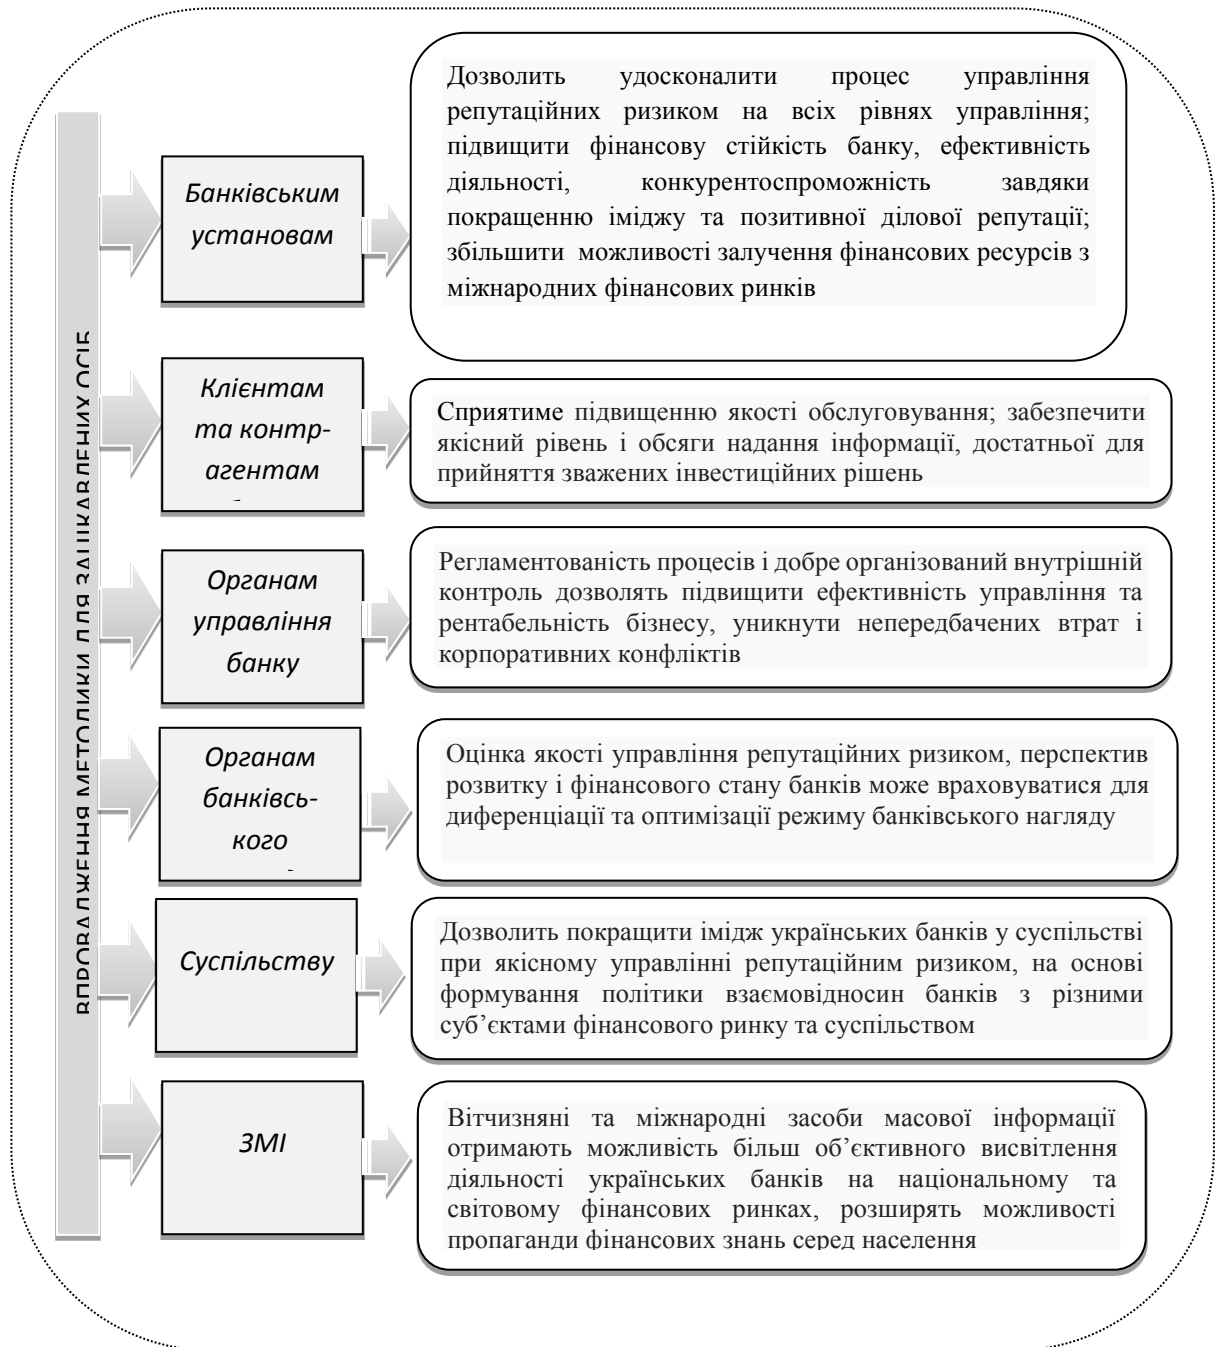 ВПРОВАДЖЕННЯ МЕТОДИКИ ДЛЯ ЗАЦІКАВЛЕНИХ ОСІБ
Банківським
установам
Дозволить удосконалити процес управління
репутаційних ризиком на всіх рівнях управління;
підвищити фінансову стійкість банку, ефективність
діяльності, конкурентоспроможність завдяки
покращенню іміджу та позитивної ділової репутації;
збільшити можливості залучення фінансових ресурсів з
міжнародних фінансових ринків
Клієнтам
та контр-
агентам
Сприятиме підвищенню якості обслуговування; забезпечити
якісний рівень і обсяги надання інформації, достатньої для
прийняття зважених інвестиційних рішень
Органам
управління
банку
Регламентованість процесів і добре організований внутрішній
контроль дозволять підвищити ефективність управління та
рентабельність бізнесу, уникнути непередбачених втрат і
корпоративних конфліктів
Органам
банківсь-
кого
Оцінка якості управління репутаційних ризиком, перспектив
розвитку і фінансового стану банків може враховуватися для
диференціації та оптимізації режиму банківського нагляду
Суспільству
Дозволить покращити імідж українських банків у суспільстві
при якісному управлінні репутаційним ризиком, на основі
формування політики взаємовідносин банків з різними
суб’єктами фінансового ринку та суспільством
ЗМІ
Вітчизняні та міжнародні засоби масової інформації
отримають можливість більш об’єктивного висвітлення
діяльності українських банків на національному та
світовому фінансових ринках, розширять можливості
пропаганди фінансових знань серед населення